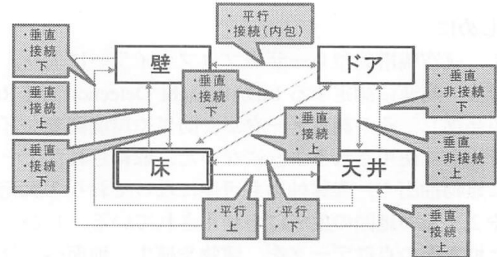 ・平行
・接続(内包)
・垂直
・接続
・下
壁
ドア
・垂直
・接続
・下
・垂直
・非接続
・下
・垂直
・接続
・上
・垂直
・接続
・上
・垂直
・接続
・下
・垂直
・非接続
・上
床
天井
・平行
・上
・平行
・下
・垂直
・接続
・上